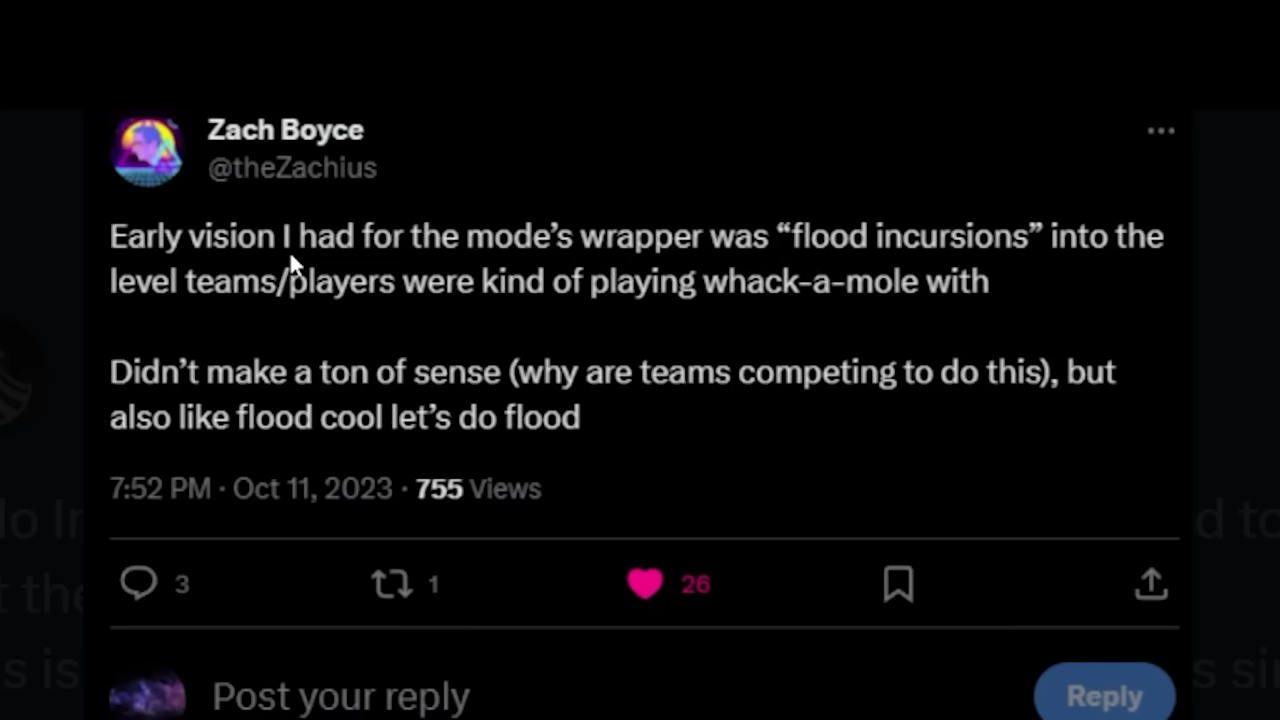 Zach Boyce
@theZachius
Early vision I had for the mode’s wrapper was “flood incursions” into the
level teams/players were kind of playing whack-a-mole with
Didn’t make a ton of sense (why are teams competing to do this), but
also like flood cool let’s do flood
7:52 PM · Oct 11, 2023 · 755 Views
3 1 26
Post your reply
Reply